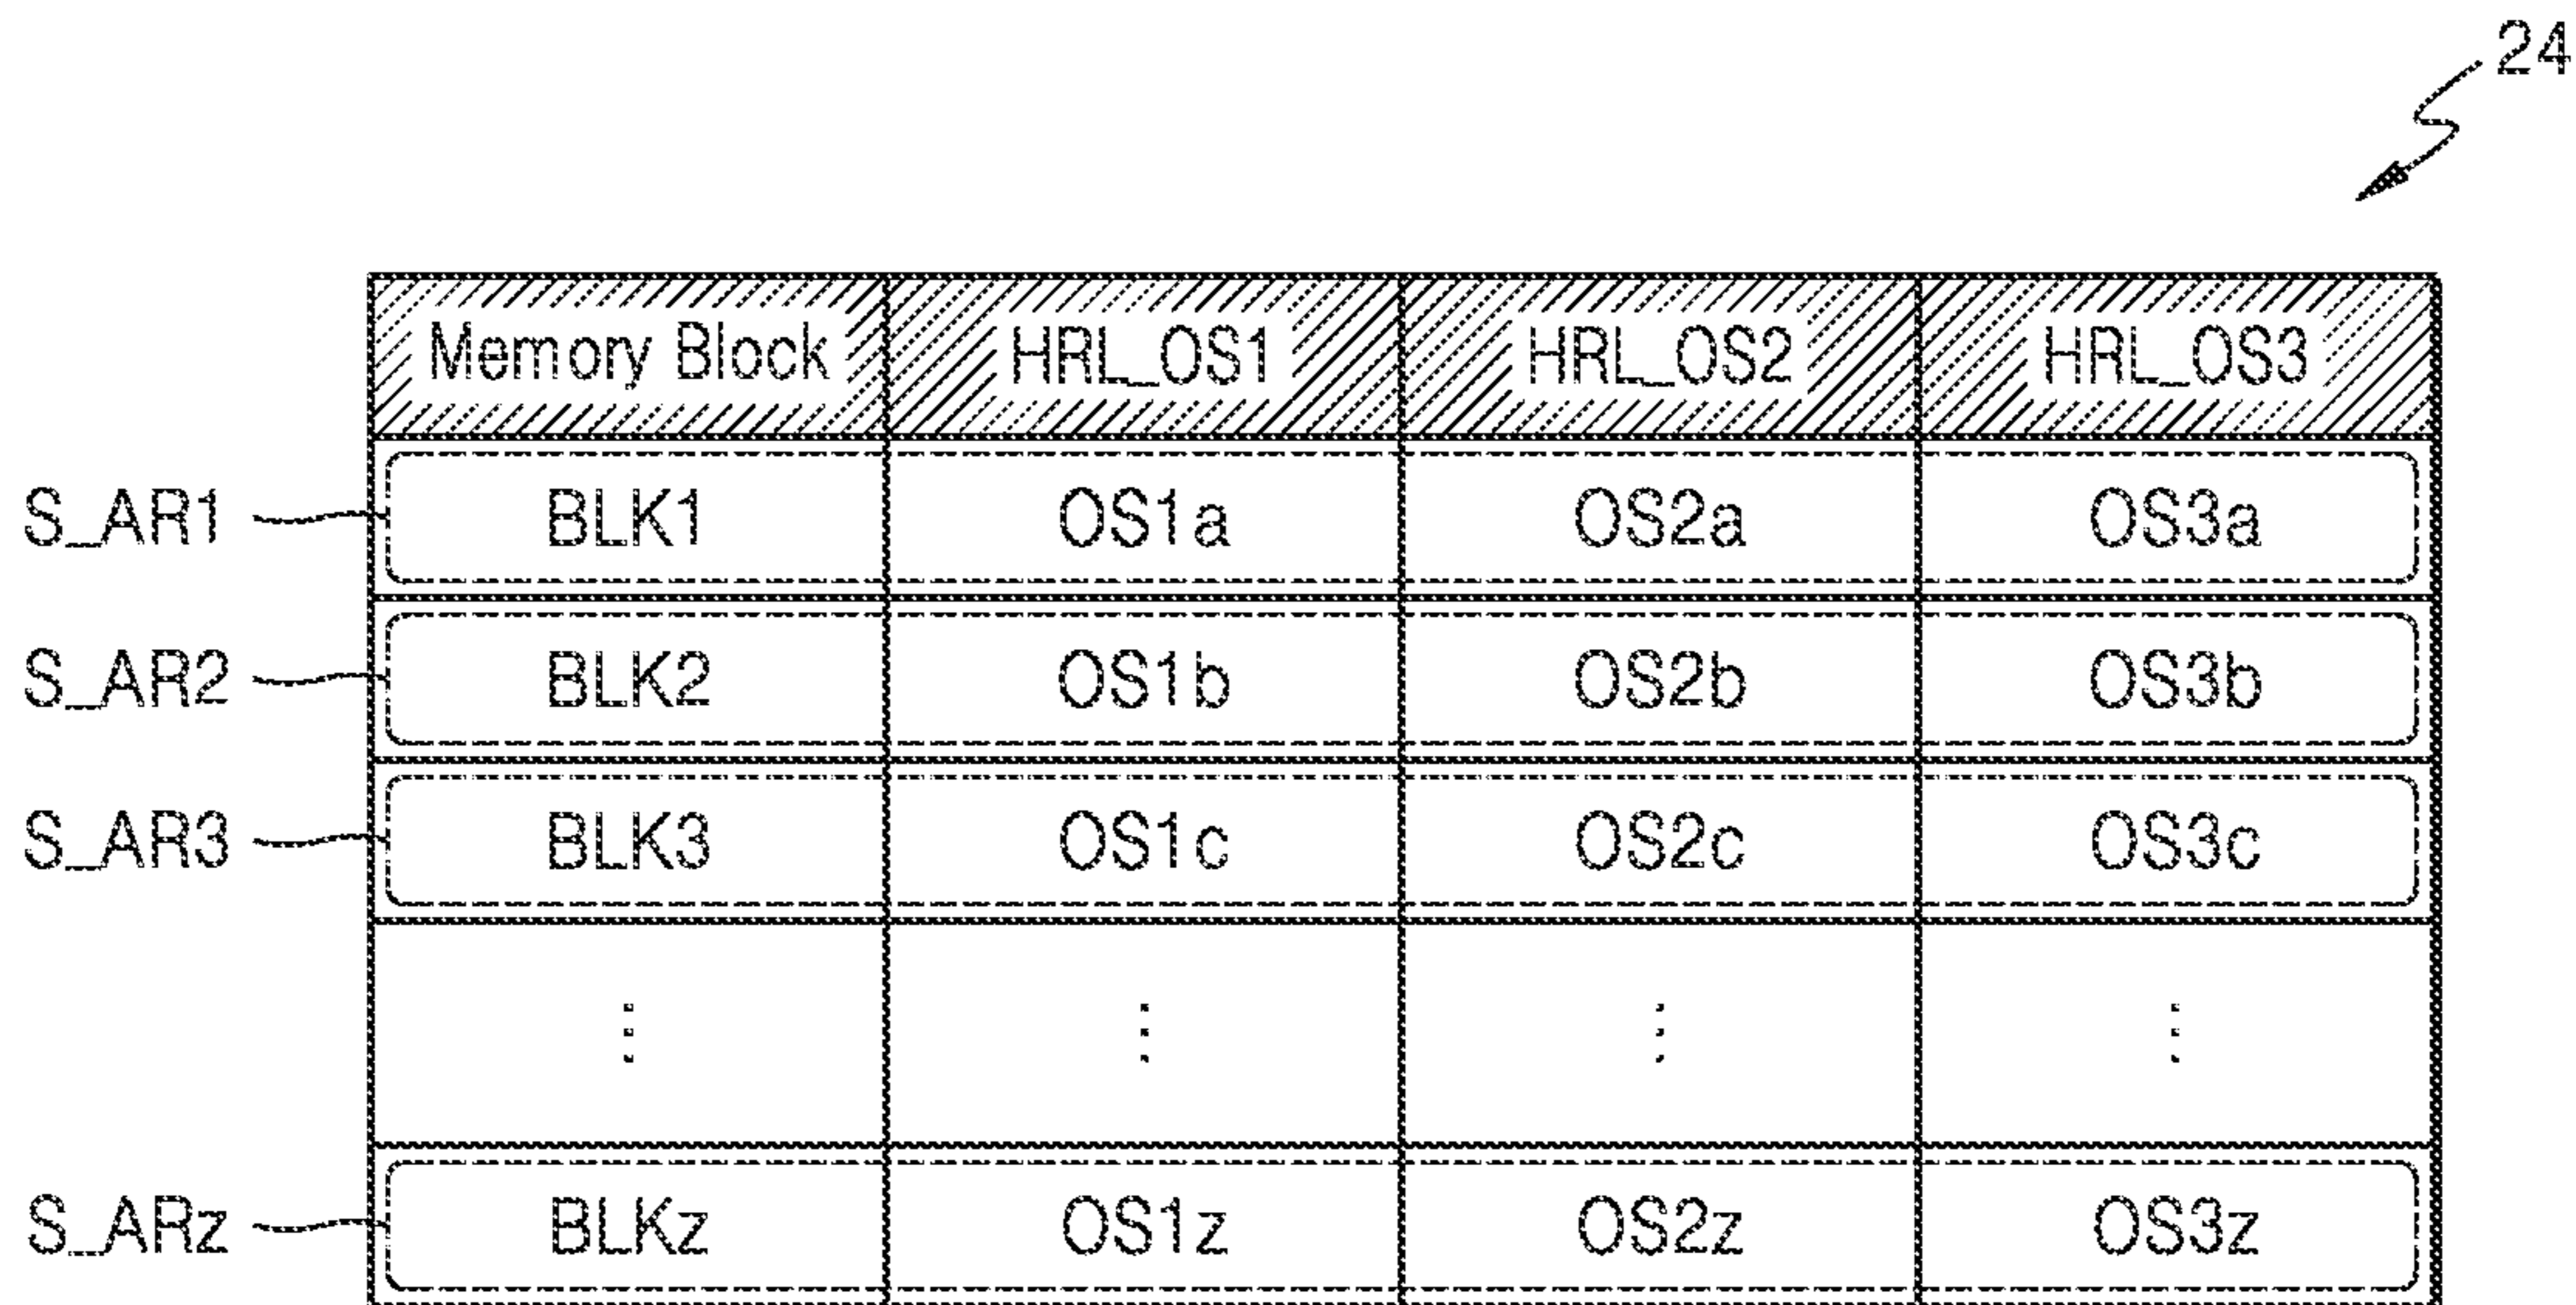 24
Memory Block HRL_OS1 HRL_OS2 HRL_OS3
S_AR1 BLK1 OS1a OS2a OS3a
S_AR2 BLK2 OS1b OS2b OS3b
S_AR3 BLK3 OS1c OS2c OS3c
⋮ ⋮ ⋮ ⋮
S_ARz BLKz OS1z OS2z OS3z